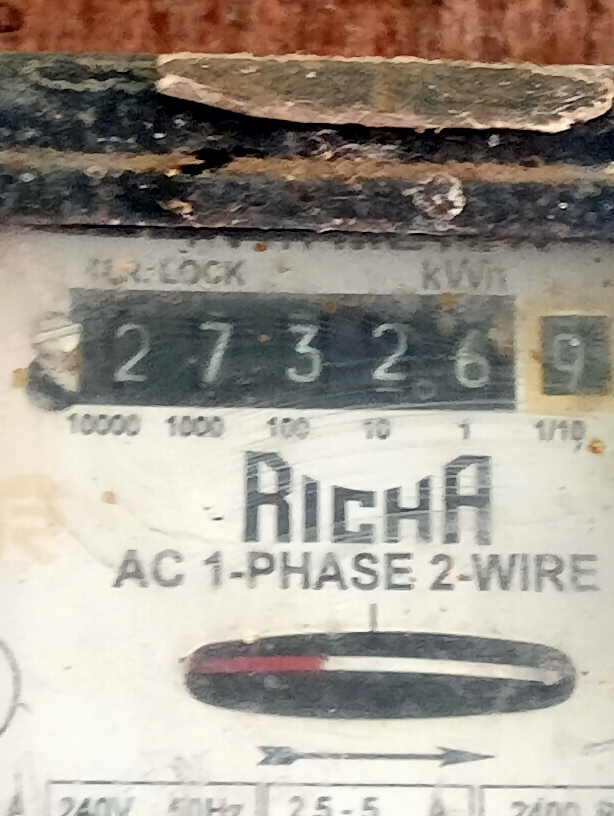 kWh
2 7 3 2 6 9
10000 1000 100 10 1 1/10
RICHA
AC 1-PHASE 2-WIRE
240V 50Hz 2.5-5 A 2400